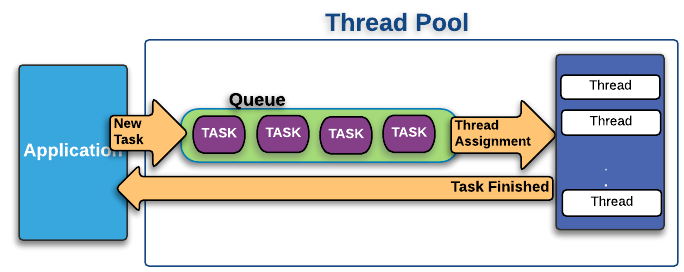 Thread Pool
Queue
New
Task
Application
TASK
TASK
TASK
TASK
Thread
Assignment
Thread
Thread
.
.
Thread
Task Finished